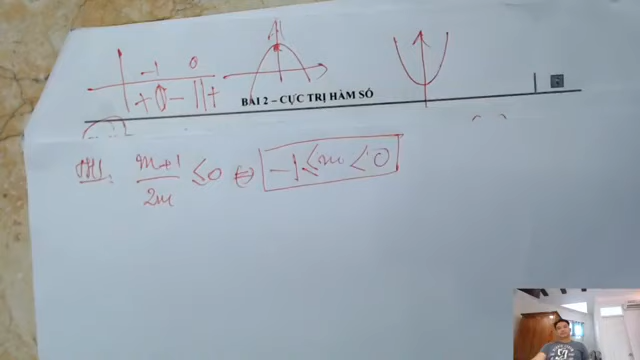 -1 0
+ 0 - || +
BÀI 2 – CỰC TRỊ HÀM SỐ
TH1: (m+1)/(2m) ≤ 0 ⇔ -1 ≤ m < 0